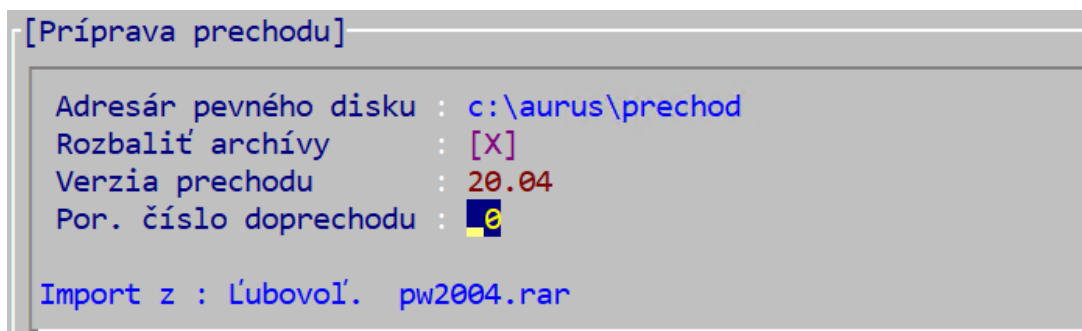 [Príprava prechodu]
Adresár pevného disku : c:\aurus\prechod
Rozbaliť archívy : [X]
Verzia prechodu : 20.04
Por. číslo doprechodu : 0
Import z : Ľubovoľ. pw2004.rar